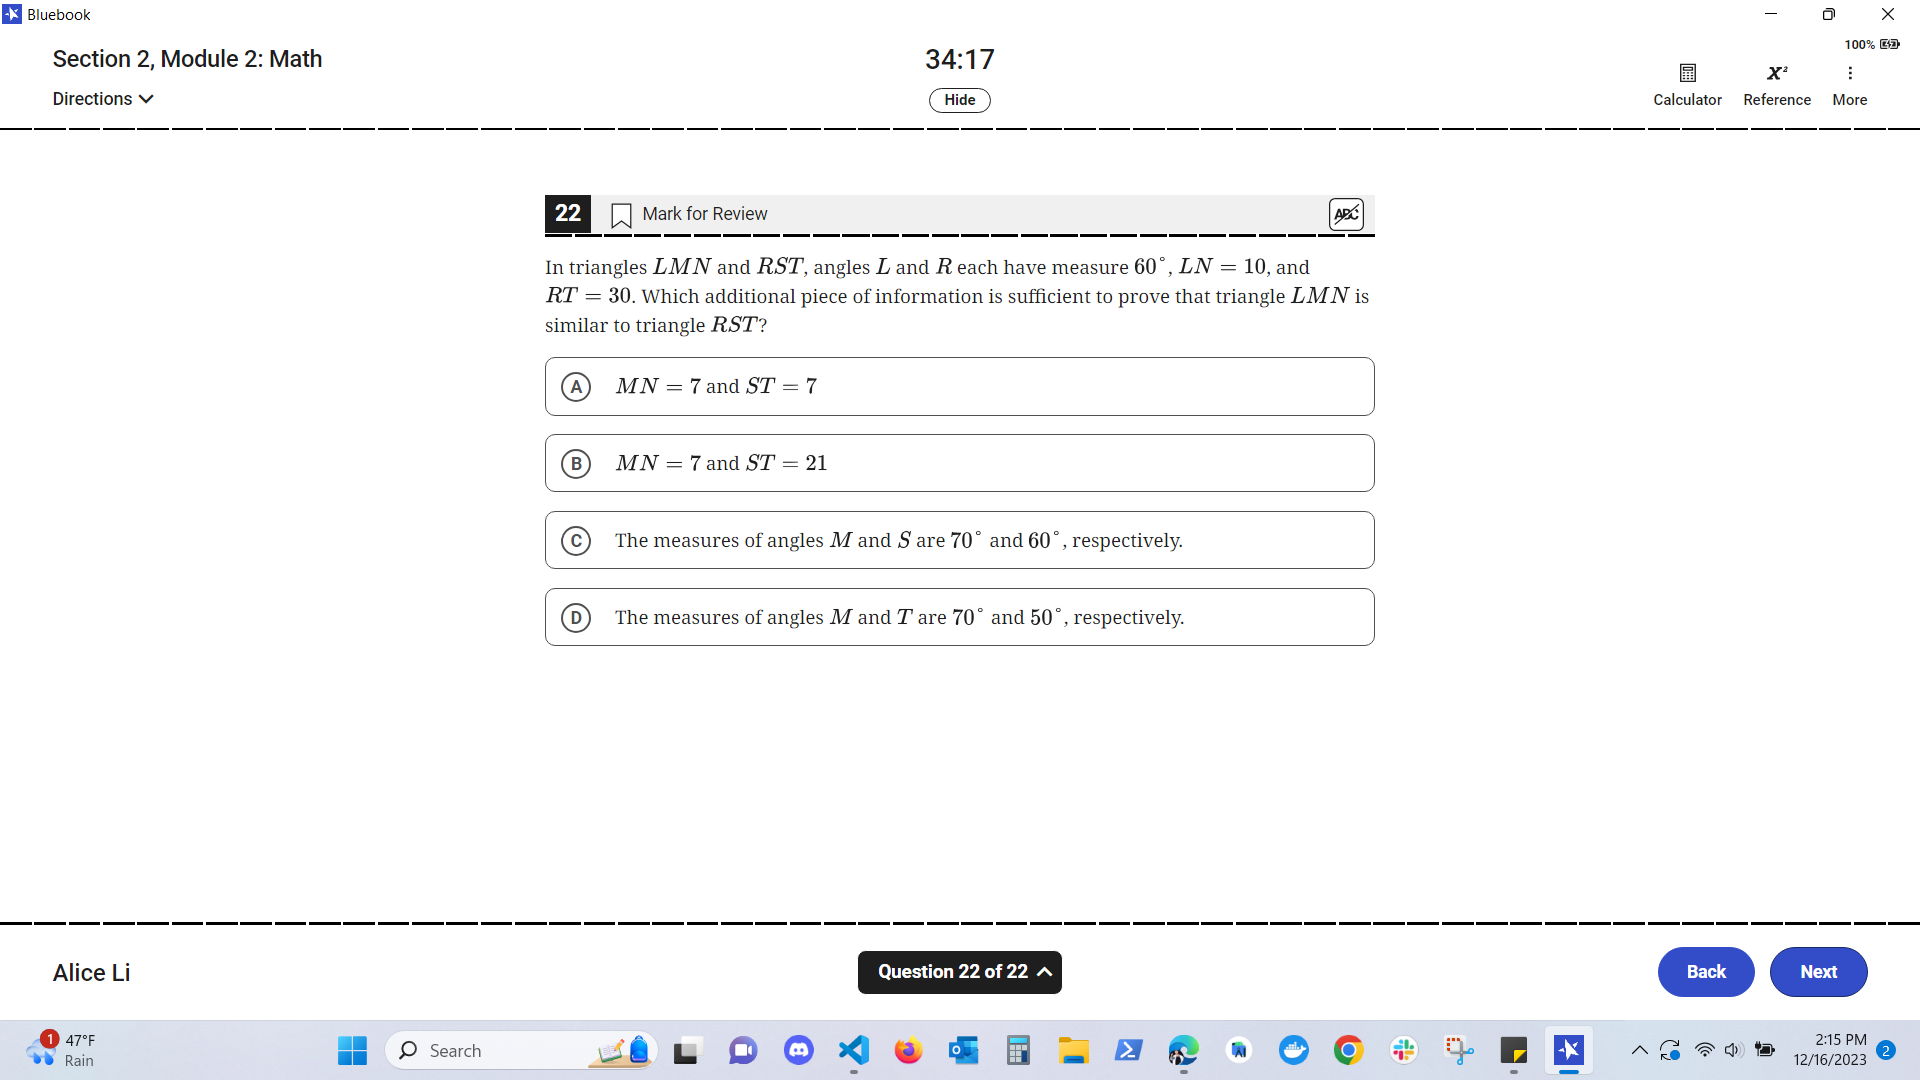 Bluebook
Section 2, Module 2: Math
34:17
100%
Directions
Hide
Calculator
Reference
More
22
Mark for Review
ABC
In triangles LMN and RST, angles L and R each have measure 60°, LN = 10, and
RT = 30. Which additional piece of information is sufficient to prove that triangle LMN is
similar to triangle RST?
A MN = 7 and ST = 7
B MN = 7 and ST = 21
C The measures of angles M and S are 70° and 60°, respectively.
D The measures of angles M and T are 70° and 50°, respectively.
Alice Li
Question 22 of 22
Back
Next
1
47°F
Rain
Search
2:15 PM
12/16/2023
2